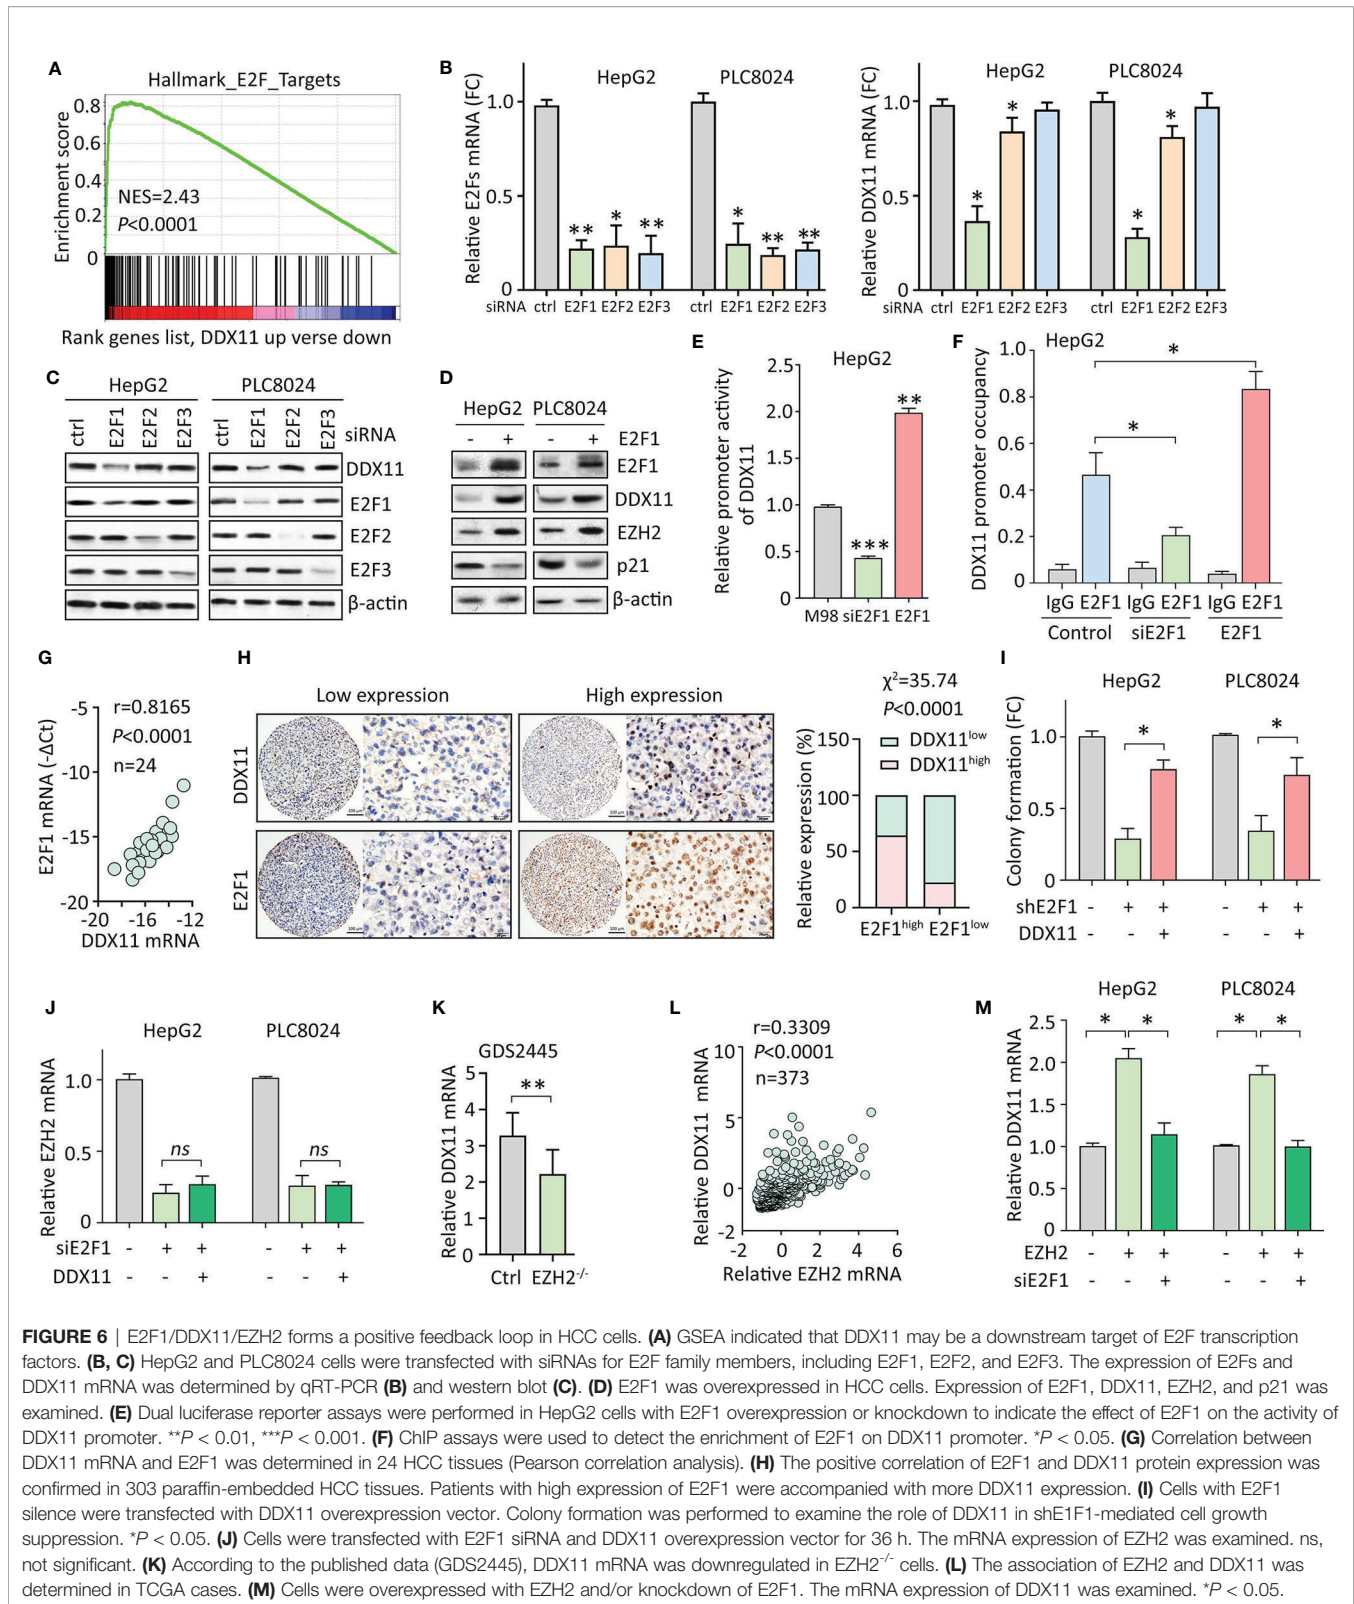 A
Hallmark_E2F_Targets
Enrichment score
0.8
0.6
0.4
0.2
0
NES=2.43
P<0.0001
Rank genes list, DDX11 up verse down
B
HepG2 PLC8024
Relative E2Fs mRNA (FC)
1.0
0.5
0
** * ** * ** **
siRNA ctrl E2F1 E2F2 E2F3 ctrl E2F1 E2F2 E2F3
HepG2 PLC8024
Relative DDX11 mRNA (FC)
1.0
0.5
0
* * * *
siRNA ctrl E2F1 E2F2 E2F3 ctrl E2F1 E2F2 E2F3
C
HepG2 PLC8024
ctrl E2F1 E2F2 E2F3 ctrl E2F1 E2F2 E2F3 siRNA
DDX11
E2F1
E2F2
E2F3
β-actin
D
HepG2 PLC8024
- + - + E2F1
E2F1
DDX11
EZH2
p21
β-actin
E
HepG2
Relative promoter activity
of DDX11
2.5
2.0
1.0
0.5
0
*** **
M98 siE2F1 E2F1
F
HepG2
DDX11 promoter occupancy
1.0
0.8
0.6
0.4
0.2
0
* *
IgG E2F1 IgG E2F1 IgG E2F1
Control siE2F1 E2F1
G
E2F1 mRNA (-ΔCt)
-5
-10
-15
-20
r=0.8165
P<0.0001
n=24
-20 -16 -12
DDX11 mRNA
H
Low expression High expression
DDX11
E2F1
100 μm
100 μm
100 μm
100 μm
χ²=35.74
P<0.0001
Relative expression (%)
150
100
50
0
DDX11low
DDX11high
E2F1high E2F1low
I
HepG2 PLC8024
Colony formation (FC)
1.0
0.5
0
* *
shE2F1 - + + - + +
DDX11 - - + - - +
J
HepG2 PLC8024
Relative EZH2 mRNA
1.0
0.5
0
ns ns
siE2F1 - + + - + +
DDX11 - - + - - +
K
GDS2445
Relative DDX11 mRNA
5
4
3
2
1
0
**
Ctrl EZH2-/-
L
r=0.3309
P<0.0001
n=373
Relative DDX11 mRNA
10
5
0
-2
-2 0 2 4 6
Relative EZH2 mRNA
M
HepG2 PLC8024
Relative DDX11 mRNA
2.5
2.0
1.5
1.0
0.5
0
* * * *
EZH2 - + + - + +
siE2F1 - - + - - +
FIGURE 6 | E2F1/DDX11/EZH2 forms a positive feedback loop in HCC cells. (A) GSEA indicated that DDX11 may be a downstream target of E2F transcription
factors. (B, C) HepG2 and PLC8024 cells were transfected with siRNAs for E2F family members, including E2F1, E2F2, and E2F3. The expression of E2Fs and
DDX11 mRNA was determined by qRT-PCR (B) and western blot (C). (D) E2F1 was overexpressed in HCC cells. Expression of E2F1, DDX11, EZH2, and p21 was
examined. (E) Dual luciferase reporter assays were performed in HepG2 cells with E2F1 overexpression or knockdown to indicate the effect of E2F1 on the activity of
DDX11 promoter. **P < 0.01, ***P < 0.001. (F) ChIP assays were used to detect the enrichment of E2F1 on DDX11 promoter. *P < 0.05. (G) Correlation between
DDX11 mRNA and E2F1 was determined in 24 HCC tissues (Pearson correlation analysis). (H) The positive correlation of E2F1 and DDX11 protein expression was
confirmed in 303 paraffin-embedded HCC tissues. Patients with high expression of E2F1 were accompanied with more DDX11 expression. (I) Cells with E2F1
silence were transfected with DDX11 overexpression vector. Colony formation was performed to examine the role of DDX11 in shE1F1-mediated cell growth
suppression. *P < 0.05. (J) Cells were transfected with E2F1 siRNA and DDX11 overexpression vector for 36 h. The mRNA expression of EZH2 was examined. ns,
not significant. (K) According to the published data (GDS2445), DDX11 mRNA was downregulated in EZH2-/- cells. (L) The association of EZH2 and DDX11 was
determined in TCGA cases. (M) Cells were overexpressed with EZH2 and/or knockdown of E2F1. The mRNA expression of DDX11 was examined. *P < 0.05.